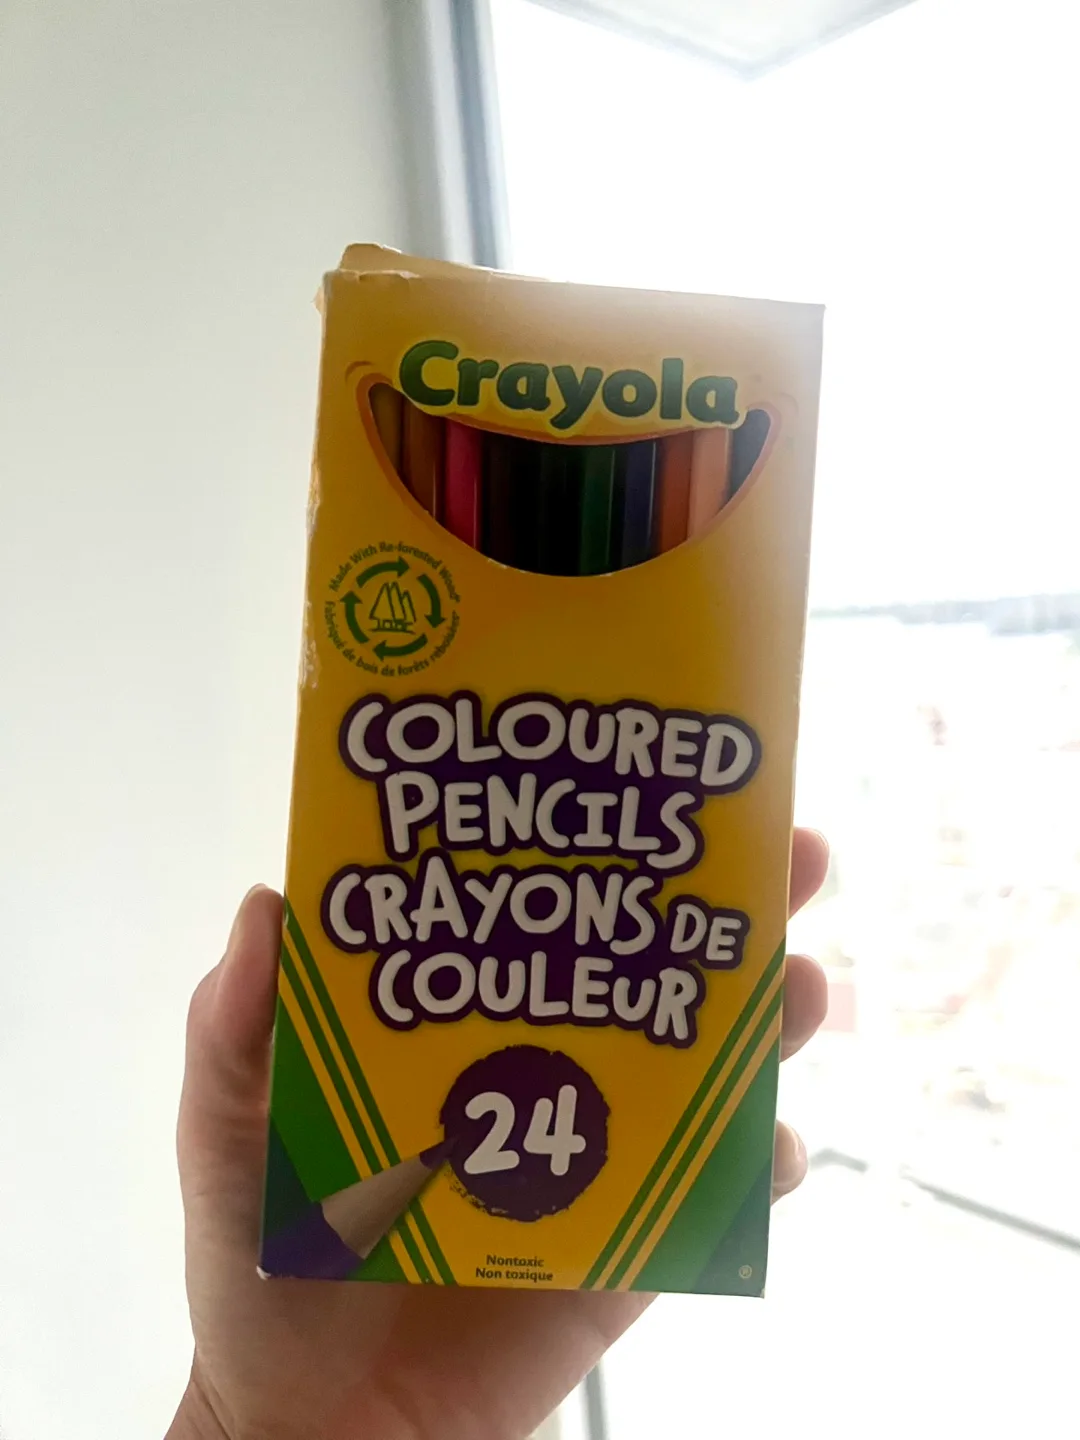 Crayola
Made With Re-forested Wood*
Fabriqué de bois de forêts reboisées*
COLOURED
PENCILS
CRAYONS DE
COULEUR
24
Nontoxic
Non toxique
®